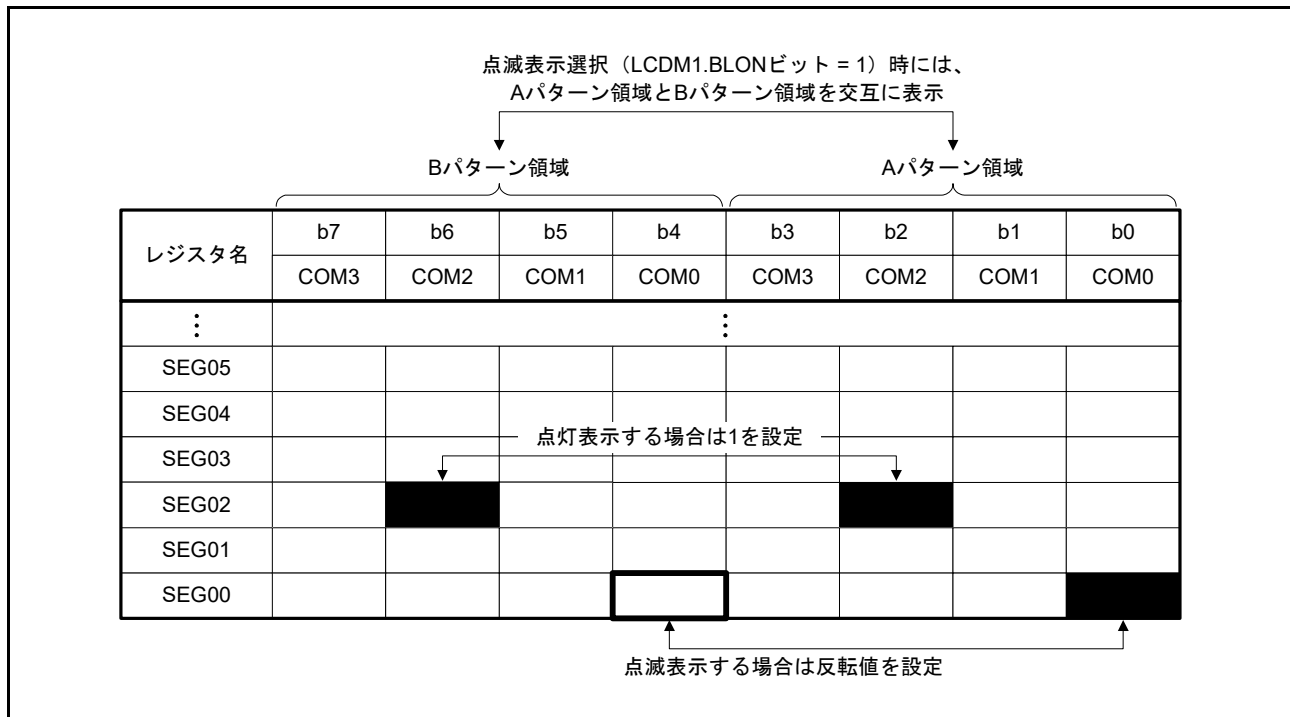 点滅表示選択（LCDM1.BLONビット = 1）時には、
Aパターン領域とBパターン領域を交互に表示
Bパターン領域 Aパターン領域
レジスタ名 b7 b6 b5 b4 b3 b2 b1 b0
COM3 COM2 COM1 COM0 COM3 COM2 COM1 COM0
⋮ ⋮
SEG05
SEG04
点灯表示する場合は1を設定
SEG03
SEG02
SEG01
SEG00
点滅表示する場合は反転値を設定